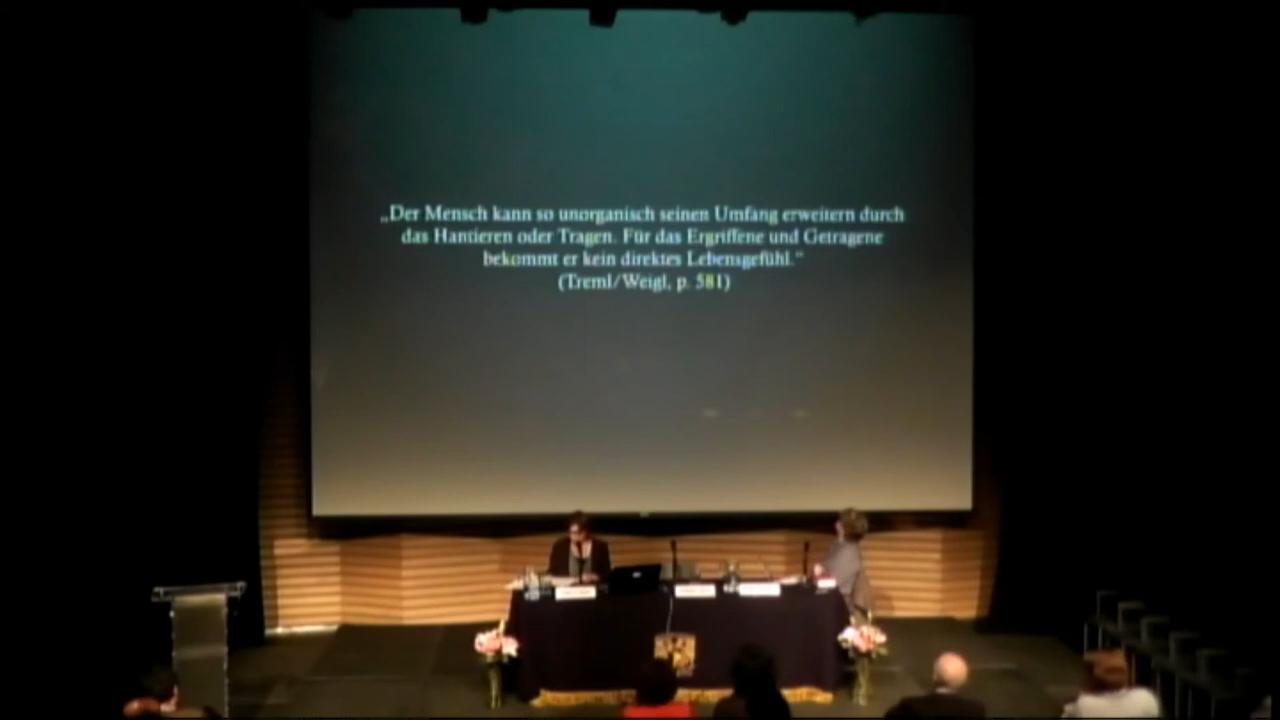 „Der Mensch kann so unorganisch seinen Umfang erweitern durch
das Hantieren oder Tragen. Für das Ergriffene und Getragene
bekommt er kein direktes Lebensgefühl.“
(Treml/Weigl, p. 581)